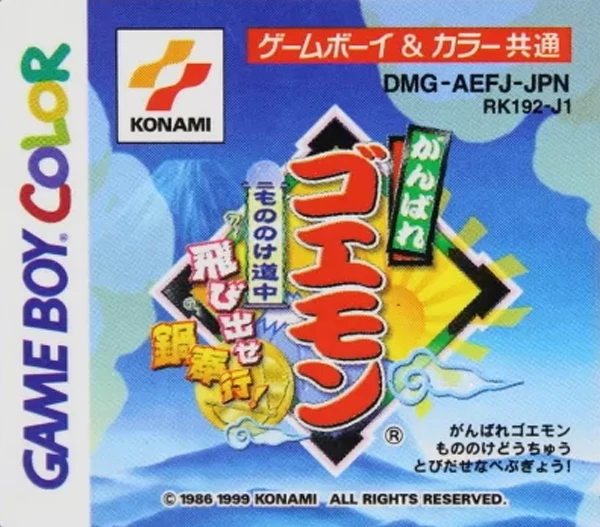 GAME BOY COLOR
KONAMI
ゲームボーイ & カラー共通
DMG-AEFJ-JPN
RK192-J1
がんばれ
ゴエモン
もののけ道中
飛び出せ
鍋奉行!
®
がんばれゴエモン
もののけどうちゅう
とびだせなべぶぎょう!
© 1986 1999 KONAMI ALL RIGHTS RESERVED.